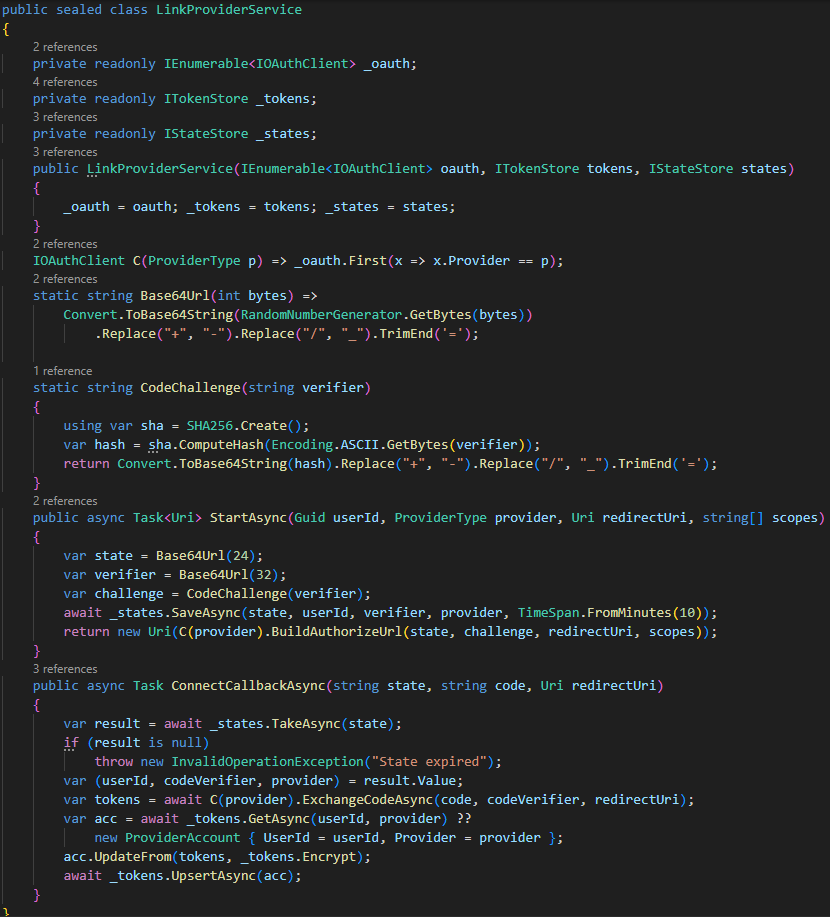 public sealed class LinkProviderService
{
2 references
private readonly IEnumerable<IOAuthClient> _oauth;
4 references
private readonly ITokenStore _tokens;
3 references
private readonly IStateStore _states;
3 references
public LinkProviderService(IEnumerable<IOAuthClient> oauth, ITokenStore tokens, IStateStore states)
{
_oauth = oauth; _tokens = tokens; _states = states;
}
2 references
IOAuthClient C(ProviderType p) => _oauth.First(x => x.Provider == p);
2 references
static string Base64Url(int bytes) =>
Convert.ToBase64String(RandomNumberGenerator.GetBytes(bytes))
.Replace("+", "-").Replace("/", "_").TrimEnd('=');
1 reference
static string CodeChallenge(string verifier)
{
using var sha = SHA256.Create();
var hash = sha.ComputeHash(Encoding.ASCII.GetBytes(verifier));
return Convert.ToBase64String(hash).Replace("+", "-").Replace("/", "_").TrimEnd('=');
}
2 references
public async Task<Uri> StartAsync(Guid userId, ProviderType provider, Uri redirectUri, string[] scopes)
{
var state = Base64Url(24);
var verifier = Base64Url(32);
var challenge = CodeChallenge(verifier);
await _states.SaveAsync(state, userId, verifier, provider, TimeSpan.FromMinutes(10));
return new Uri(C(provider).BuildAuthorizeUrl(state, challenge, redirectUri, scopes));
}
3 references
public async Task ConnectCallbackAsync(string state, string code, Uri redirectUri)
{
var result = await _states.TakeAsync(state);
if (result is null)
throw new InvalidOperationException("State expired");
var (userId, codeVerifier, provider) = result.Value;
var tokens = await C(provider).ExchangeCodeAsync(code, codeVerifier, redirectUri);
var acc = await _tokens.GetAsync(userId, provider) ??
new ProviderAccount { UserId = userId, Provider = provider };
acc.UpdateFrom(tokens, _tokens.Encrypt);
await _tokens.UpsertAsync(acc);
}
}